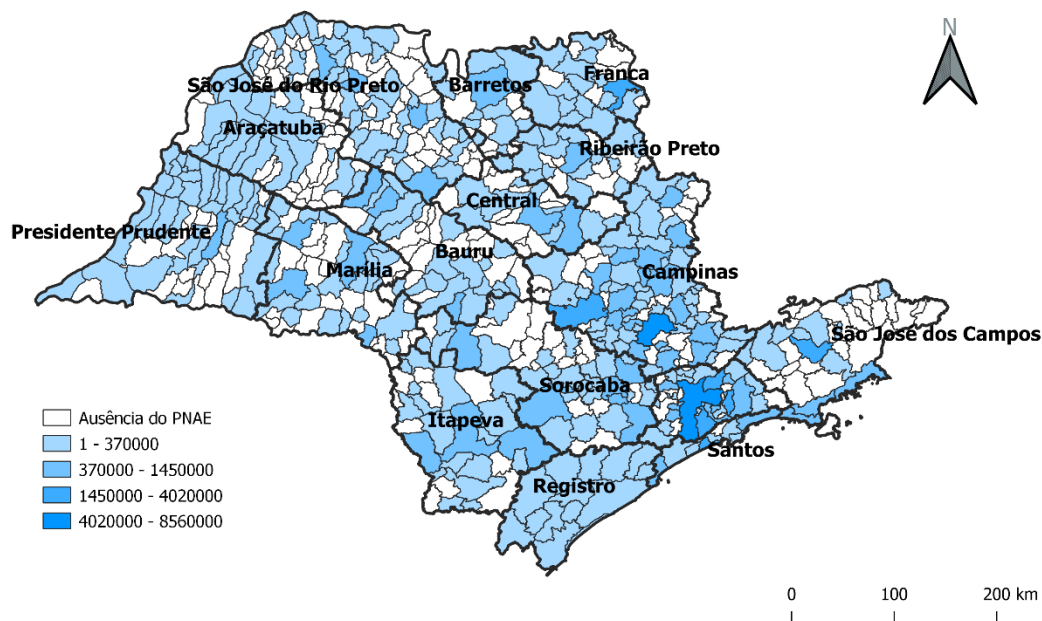 N
São José do Rio Preto
Barretos
Franca
Araçatuba
Ribeirão Preto
Central
Presidente Prudente
Bauru
Marília
Campinas
São José dos Campos
Sorocaba
Itapeva
Santos
Registro
Ausência do PNAE
1 - 370000
370000 - 1450000
1450000 - 4020000
4020000 - 8560000
0 100 200 km